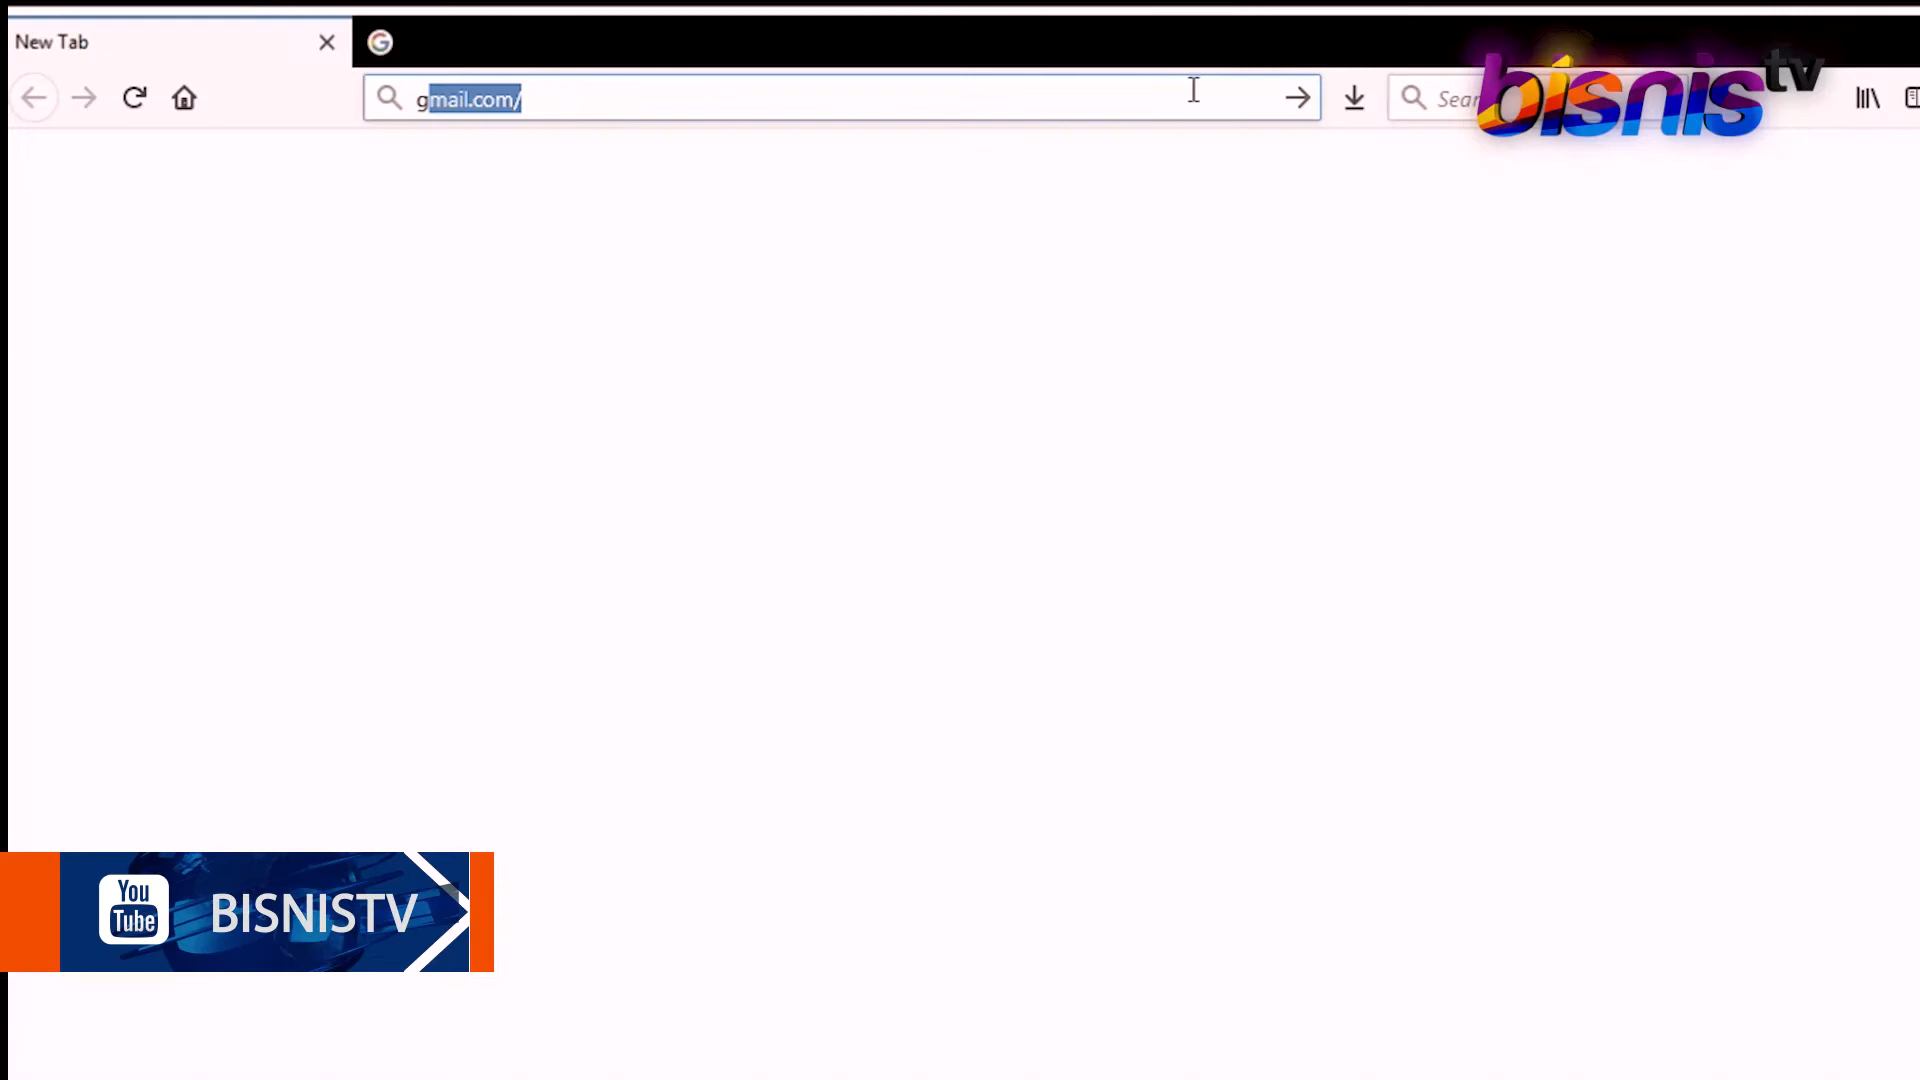 New Tab
gmail.com/
Sear
bisnis tv
You
Tube
BISNISTV